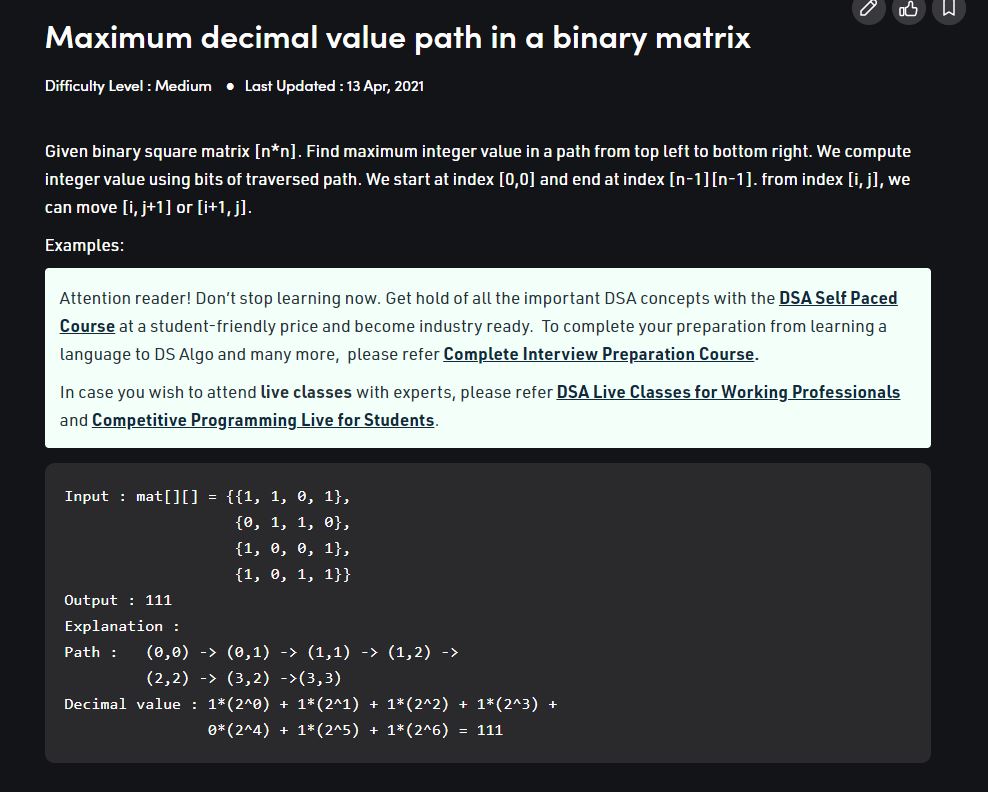 Maximum decimal value path in a binary matrix
Difficulty Level : Medium ● Last Updated : 13 Apr, 2021
Given binary square matrix [n*n]. Find maximum integer value in a path from top left to bottom right. We compute
integer value using bits of traversed path. We start at index [0,0] and end at index [n-1][n-1]. from index [i, j], we
can move [i, j+1] or [i+1, j].
Examples:
Attention reader! Don’t stop learning now. Get hold of all the important DSA concepts with the DSA Self Paced
Course at a student-friendly price and become industry ready. To complete your preparation from learning a
language to DS Algo and many more, please refer Complete Interview Preparation Course.
In case you wish to attend live classes with experts, please refer DSA Live Classes for Working Professionals
and Competitive Programming Live for Students.
Input : mat[][] = {{1, 1, 0, 1},
{0, 1, 1, 0},
{1, 0, 0, 1},
{1, 0, 1, 1}}
Output : 111
Explanation :
Path : (0,0) -> (0,1) -> (1,1) -> (1,2) ->
(2,2) -> (3,2) ->(3,3)
Decimal value : 1*(2^0) + 1*(2^1) + 1*(2^2) + 1*(2^3) +
0*(2^4) + 1*(2^5) + 1*(2^6) = 111